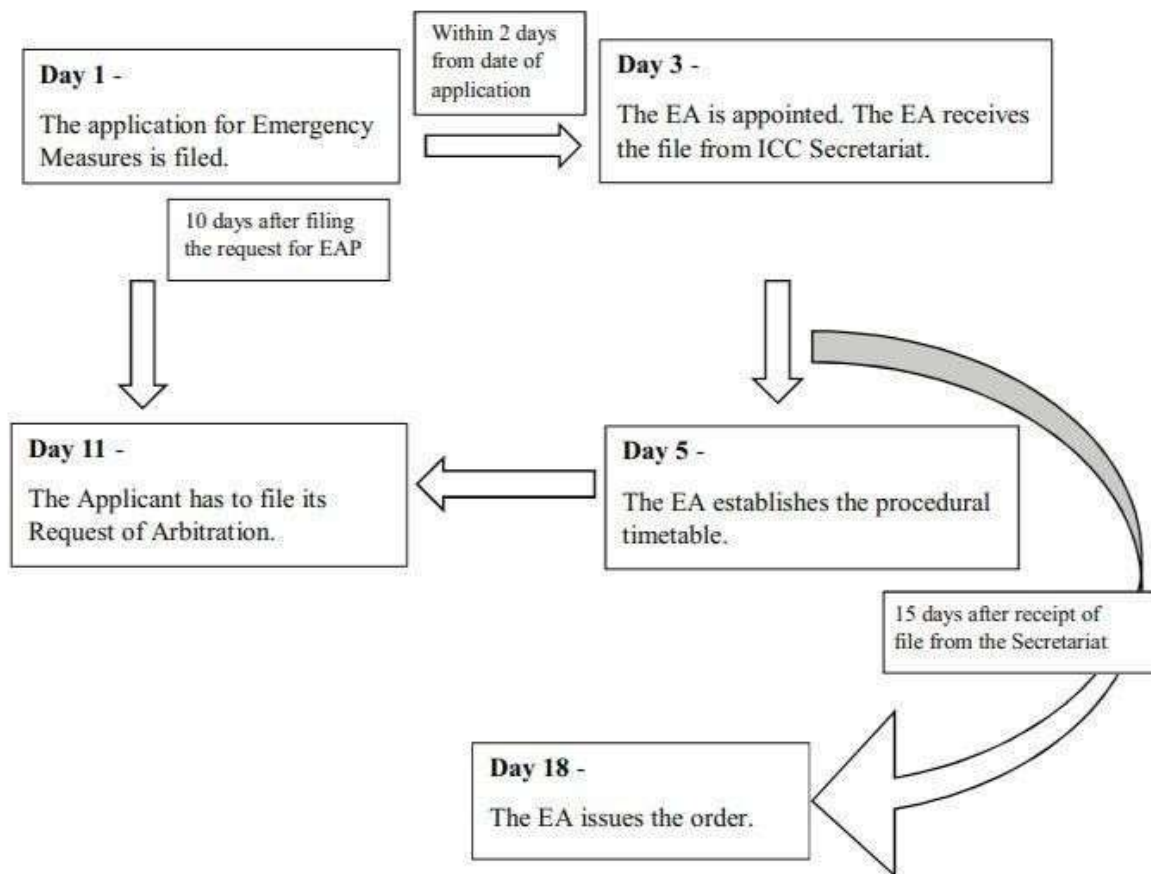 Day 1 -
The application for Emergency
Measures is filed.
Within 2 days
from date of
application
Day 3 -
The EA is appointed. The EA receives
the file from ICC Secretariat.
10 days after filing
the request for EAP
Day 11 -
The Applicant has to file its
Request of Arbitration.
Day 5 -
The EA establishes the procedural
timetable.
15 days after receipt of
file from the Secretariat
Day 18 -
The EA issues the order.